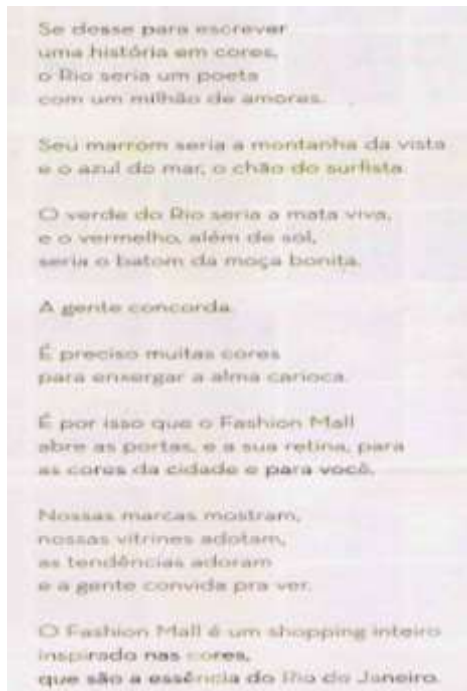 Se desse para escrever
uma história em cores,
o Rio seria um poeta
com um milhão de amores.
Seu marrom seria a montanha da vista
e o azul do mar, o chão do surfista.
O verde do Rio seria a mata viva,
e o vermelho, além de sol,
seria o batom da moça bonita.
A gente concorda.
É preciso muitas cores
para enxergar a alma carioca.
É por isso que o Fashion Mall
abre as portas, e a sua retina, para
as cores da cidade e para você.
Nossas marcas mostram,
nossas vitrines adotam,
as tendências adoram
e a gente convida pra ver.
O Fashion Mall é um shopping inteiro
inspirado nas cores,
que são a essência do Rio de Janeiro.